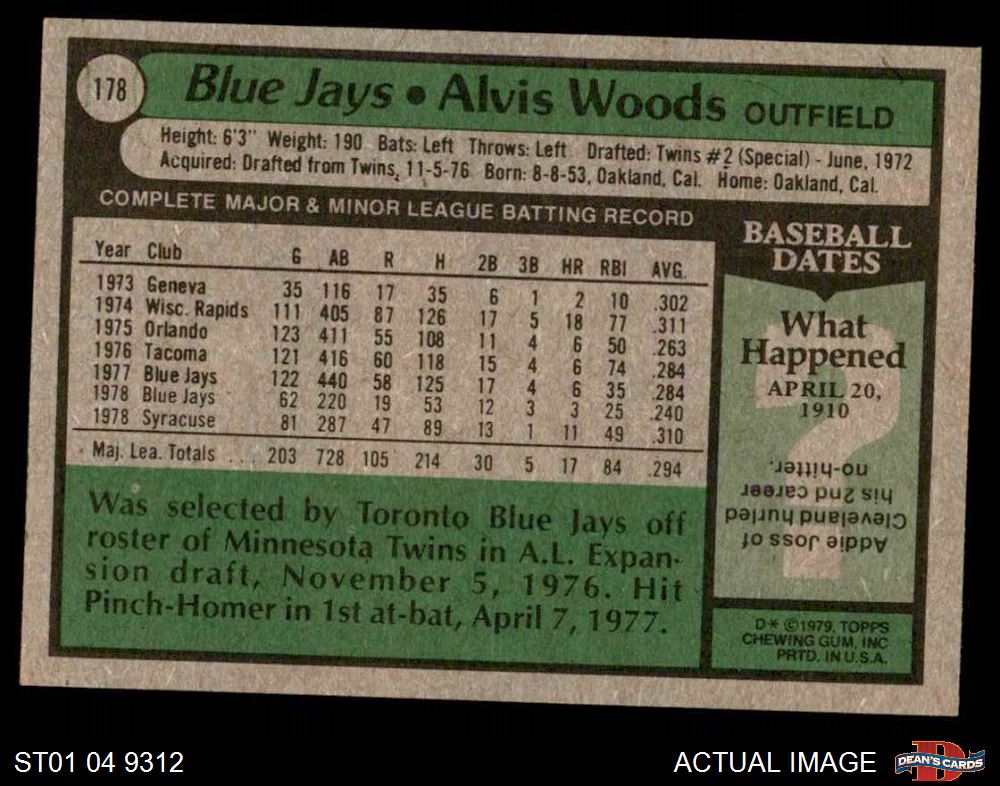 178
Blue Jays • Alvis Woods OUTFIELD
Height: 6'3" Weight: 190 Bats: Left Throws: Left Drafted: Twins #2 (Special) - June, 1972
Acquired: Drafted from Twins, 11-5-76 Born: 8-8-53, Oakland, Cal. Home: Oakland, Cal.
COMPLETE MAJOR & MINOR LEAGUE BATTING RECORD
Year Club G AB R H 2B 3B HR RBI AVG.
1973 Geneva 35 116 17 35 6 1 2 10 .302
1974 Wisc. Rapids 111 405 87 126 17 5 18 77 .311
1975 Orlando 123 411 55 108 11 4 6 50 .263
1976 Tacoma 121 416 60 118 15 4 6 74 .284
1977 Blue Jays 122 440 58 125 17 4 6 35 .284
1978 Blue Jays 62 220 19 53 12 3 3 25 .240
1978 Syracuse 81 287 47 89 13 1 11 49 .310
Maj. Lea. Totals ... 203 728 105 214 30 5 17 84 .294
Was selected by Toronto Blue Jays off
roster of Minnesota Twins in A.L. Expan-
sion draft, November 5, 1976. Hit
Pinch-Homer in 1st at-bat, April 7, 1977.
BASEBALL
DATES
What
Happened
APRIL 20,
1910
?
Addie Joss of
Cleveland hurled
his 2nd career
no-hitter.
D* ©1979, TOPPS
CHEWING GUM, INC
PRTD. IN U.S.A.
ST01 04 9312
ACTUAL IMAGE
D
DEAN'S CARDS